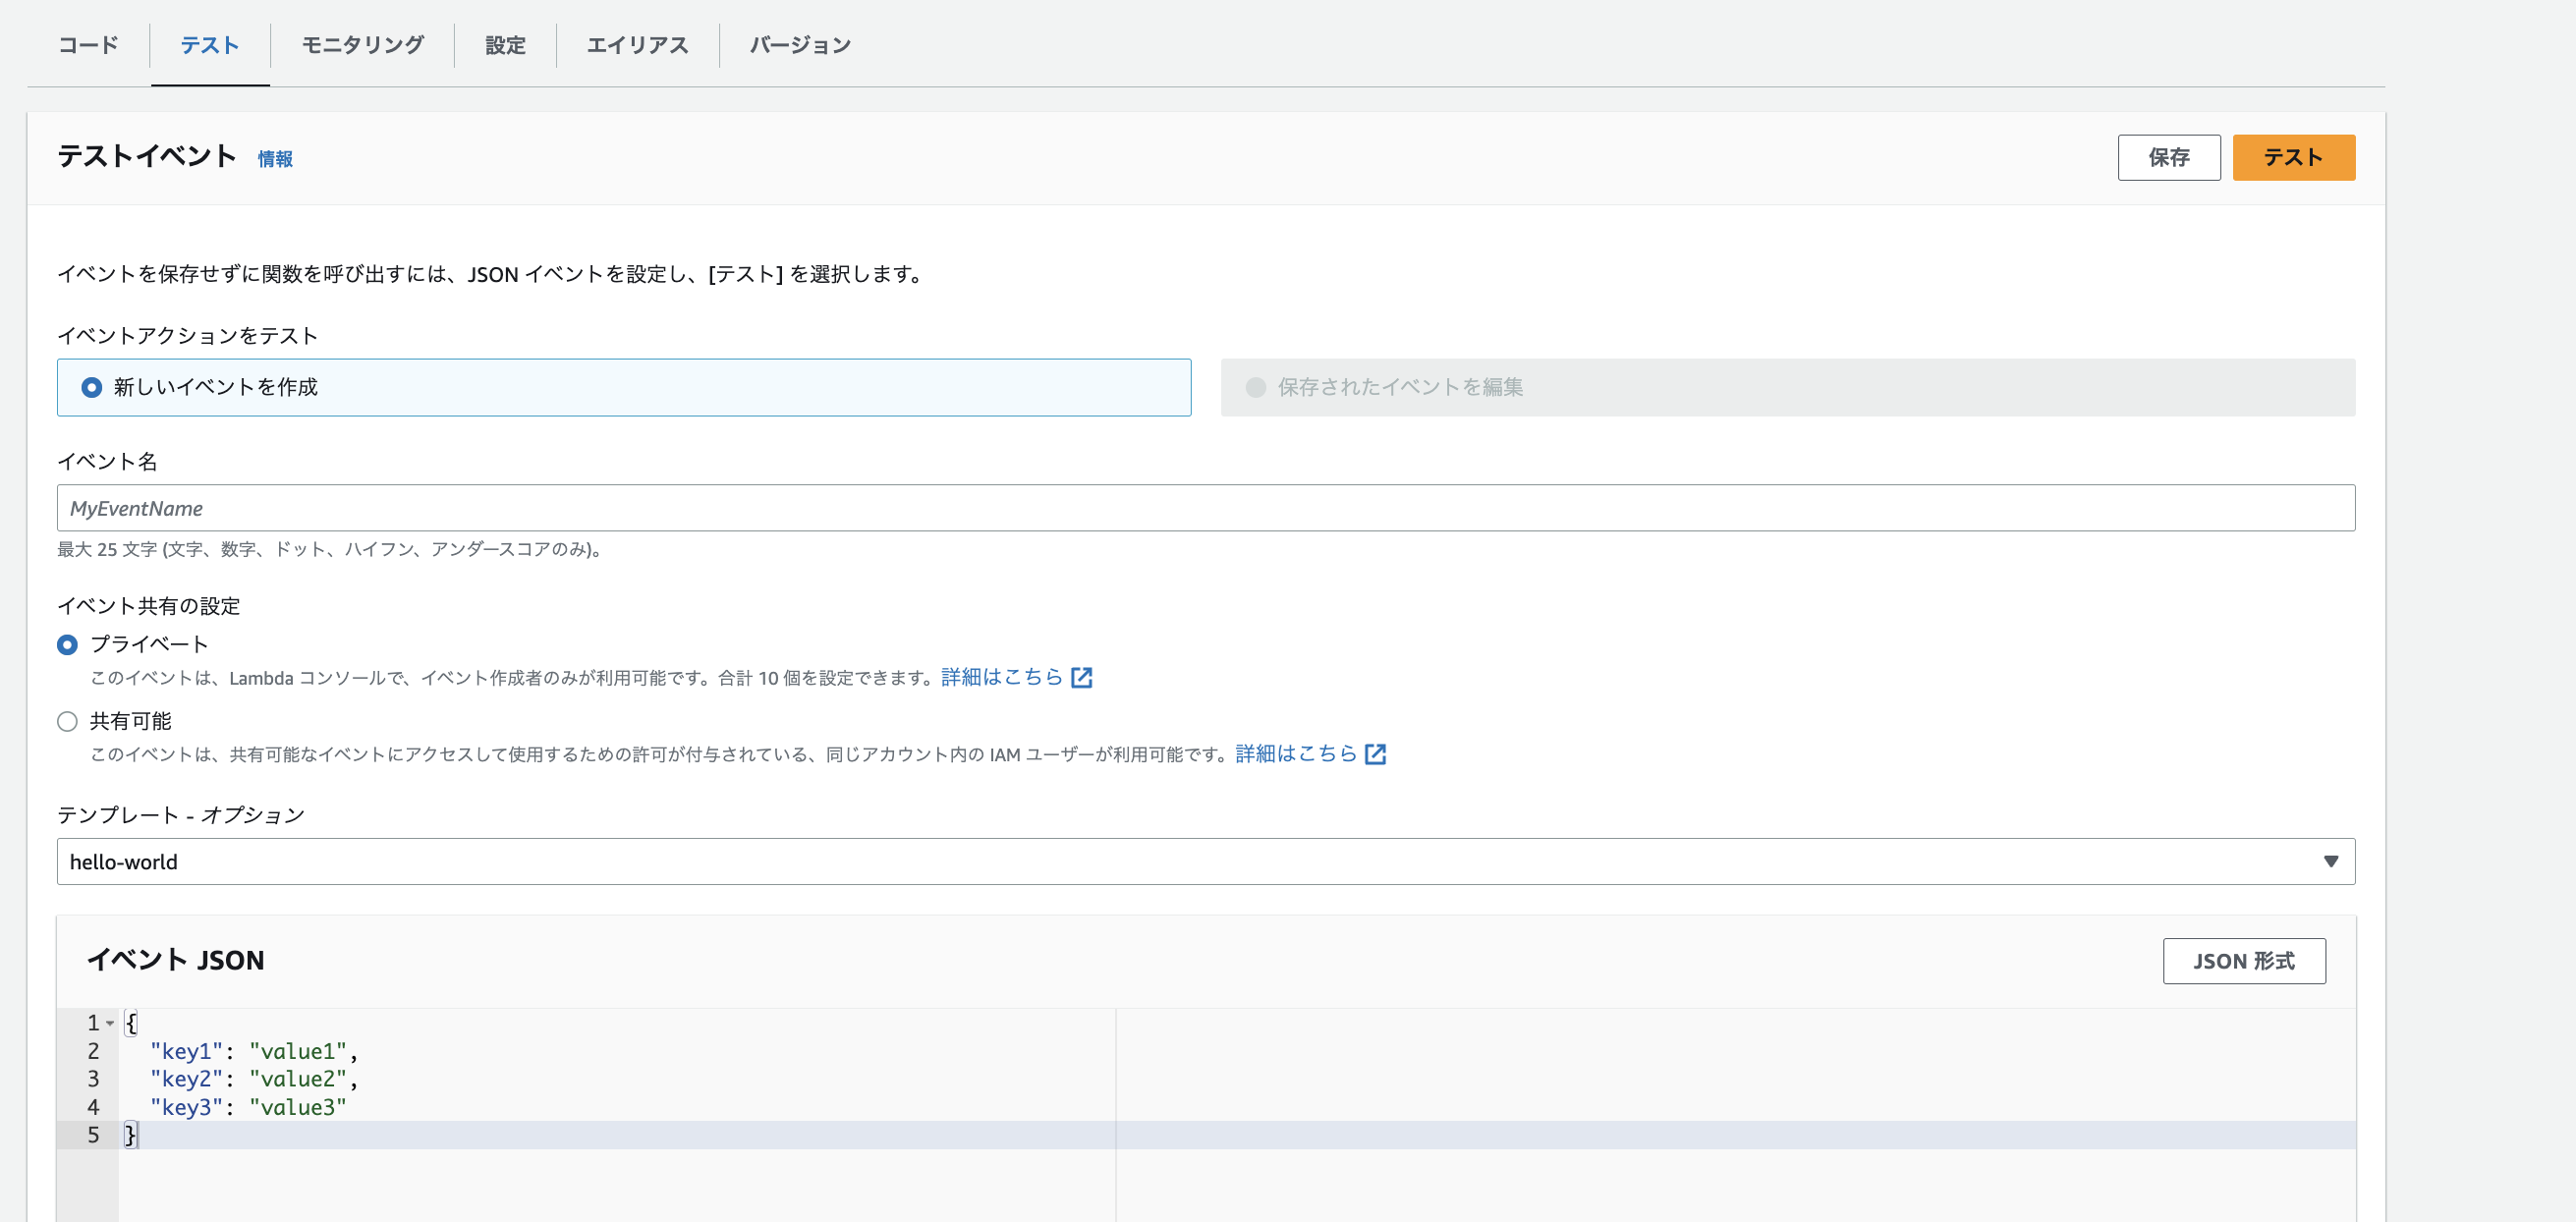 コード テスト モニタリング 設定 エイリアス バージョン
テストイベント 情報 保存 テスト
イベントを保存せずに関数を呼び出すには、JSON イベントを設定し、[テスト] を選択します。
イベントアクションをテスト
新しいイベントを作成 保存されたイベントを編集
イベント名
MyEventName
最大 25 文字 (文字、数字、ドット、ハイフン、アンダースコアのみ)。
イベント共有の設定
プライベート
このイベントは、Lambda コンソールで、イベント作成者のみが利用可能です。合計 10 個を設定できます。詳細はこちら
共有可能
このイベントは、共有可能なイベントにアクセスして使用するための許可が付与されている、同じアカウント内の IAM ユーザーが利用可能です。詳細はこちら
テンプレート - オプション
hello-world
イベント JSON JSON 形式
1 {
2 "key1": "value1",
3 "key2": "value2",
4 "key3": "value3"
5 }